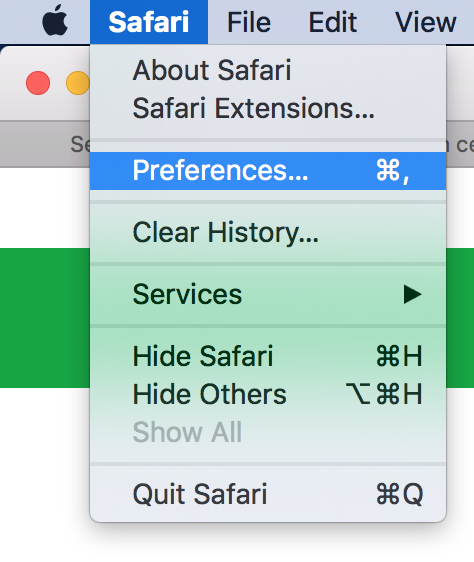 Safari File Edit View
About Safari
Safari Extensions...
Preferences... ⌘,
Clear History...
Services ▶
Hide Safari ⌘H
Hide Others ⌥⌘H
Show All
Quit Safari ⌘Q